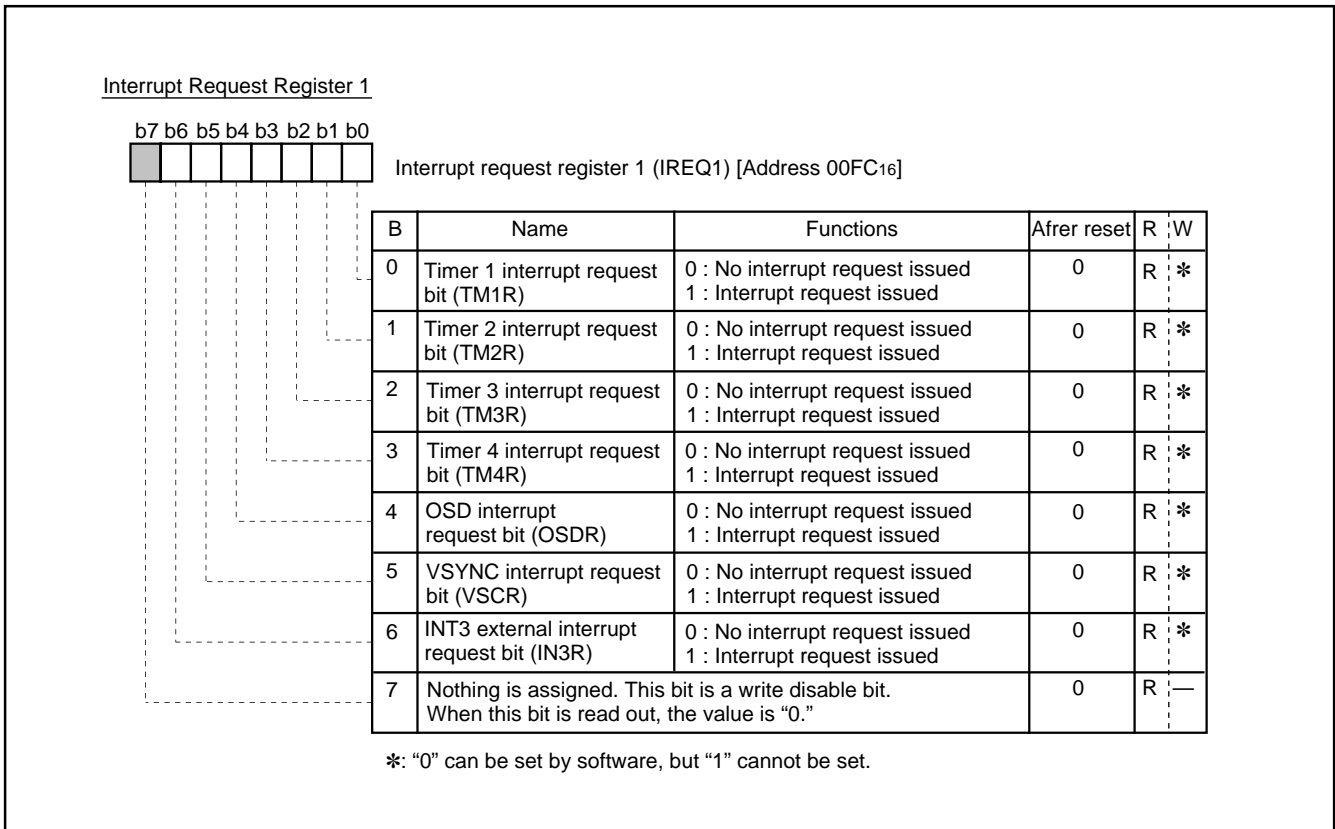 Interrupt Request Register 1
b7 b6 b5 b4 b3 b2 b1 b0
Interrupt request register 1 (IREQ1) [Address 00FC16]
B Name Functions Afrer reset R W
0 Timer 1 interrupt request 0 : No interrupt request issued 0 R ✻
bit (TM1R) 1 : Interrupt request issued
1 Timer 2 interrupt request 0 : No interrupt request issued 0 R ✻
bit (TM2R) 1 : Interrupt request issued
2 Timer 3 interrupt request 0 : No interrupt request issued 0 R ✻
bit (TM3R) 1 : Interrupt request issued
3 Timer 4 interrupt request 0 : No interrupt request issued 0 R ✻
bit (TM4R) 1 : Interrupt request issued
4 OSD interrupt 0 : No interrupt request issued 0 R ✻
request bit (OSDR) 1 : Interrupt request issued
5 VSYNC interrupt request 0 : No interrupt request issued 0 R ✻
bit (VSCR) 1 : Interrupt request issued
6 INT3 external interrupt 0 : No interrupt request issued 0 R ✻
request bit (IN3R) 1 : Interrupt request issued
7 Nothing is assigned. This bit is a write disable bit. 0 R —
When this bit is read out, the value is “0.”
✻: “0” can be set by software, but “1” cannot be set.